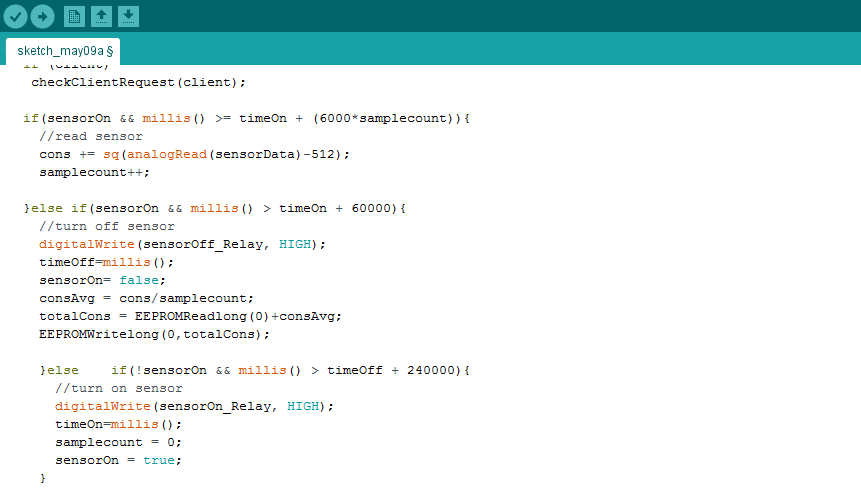 sketch_may09a §
if (client)
checkClientRequest(client);
if(sensorOn && millis() >= timeOn + (6000*samplecount)){
//read sensor
cons += sq(analogRead(sensorData)-512);
samplecount++;
}else if(sensorOn && millis() > timeOn + 60000){
//turn off sensor
digitalWrite(sensorOff_Relay, HIGH);
timeOff=millis();
sensorOn= false;
consAvg = cons/samplecount;
totalCons = EEPROMReadlong(0)+consAvg;
EEPROMWritelong(0,totalCons);
}else    if(!sensorOn && millis() > timeOff + 240000){
//turn on sensor
digitalWrite(sensorOn_Relay, HIGH);
timeOn=millis();
samplecount = 0;
sensorOn = true;
}